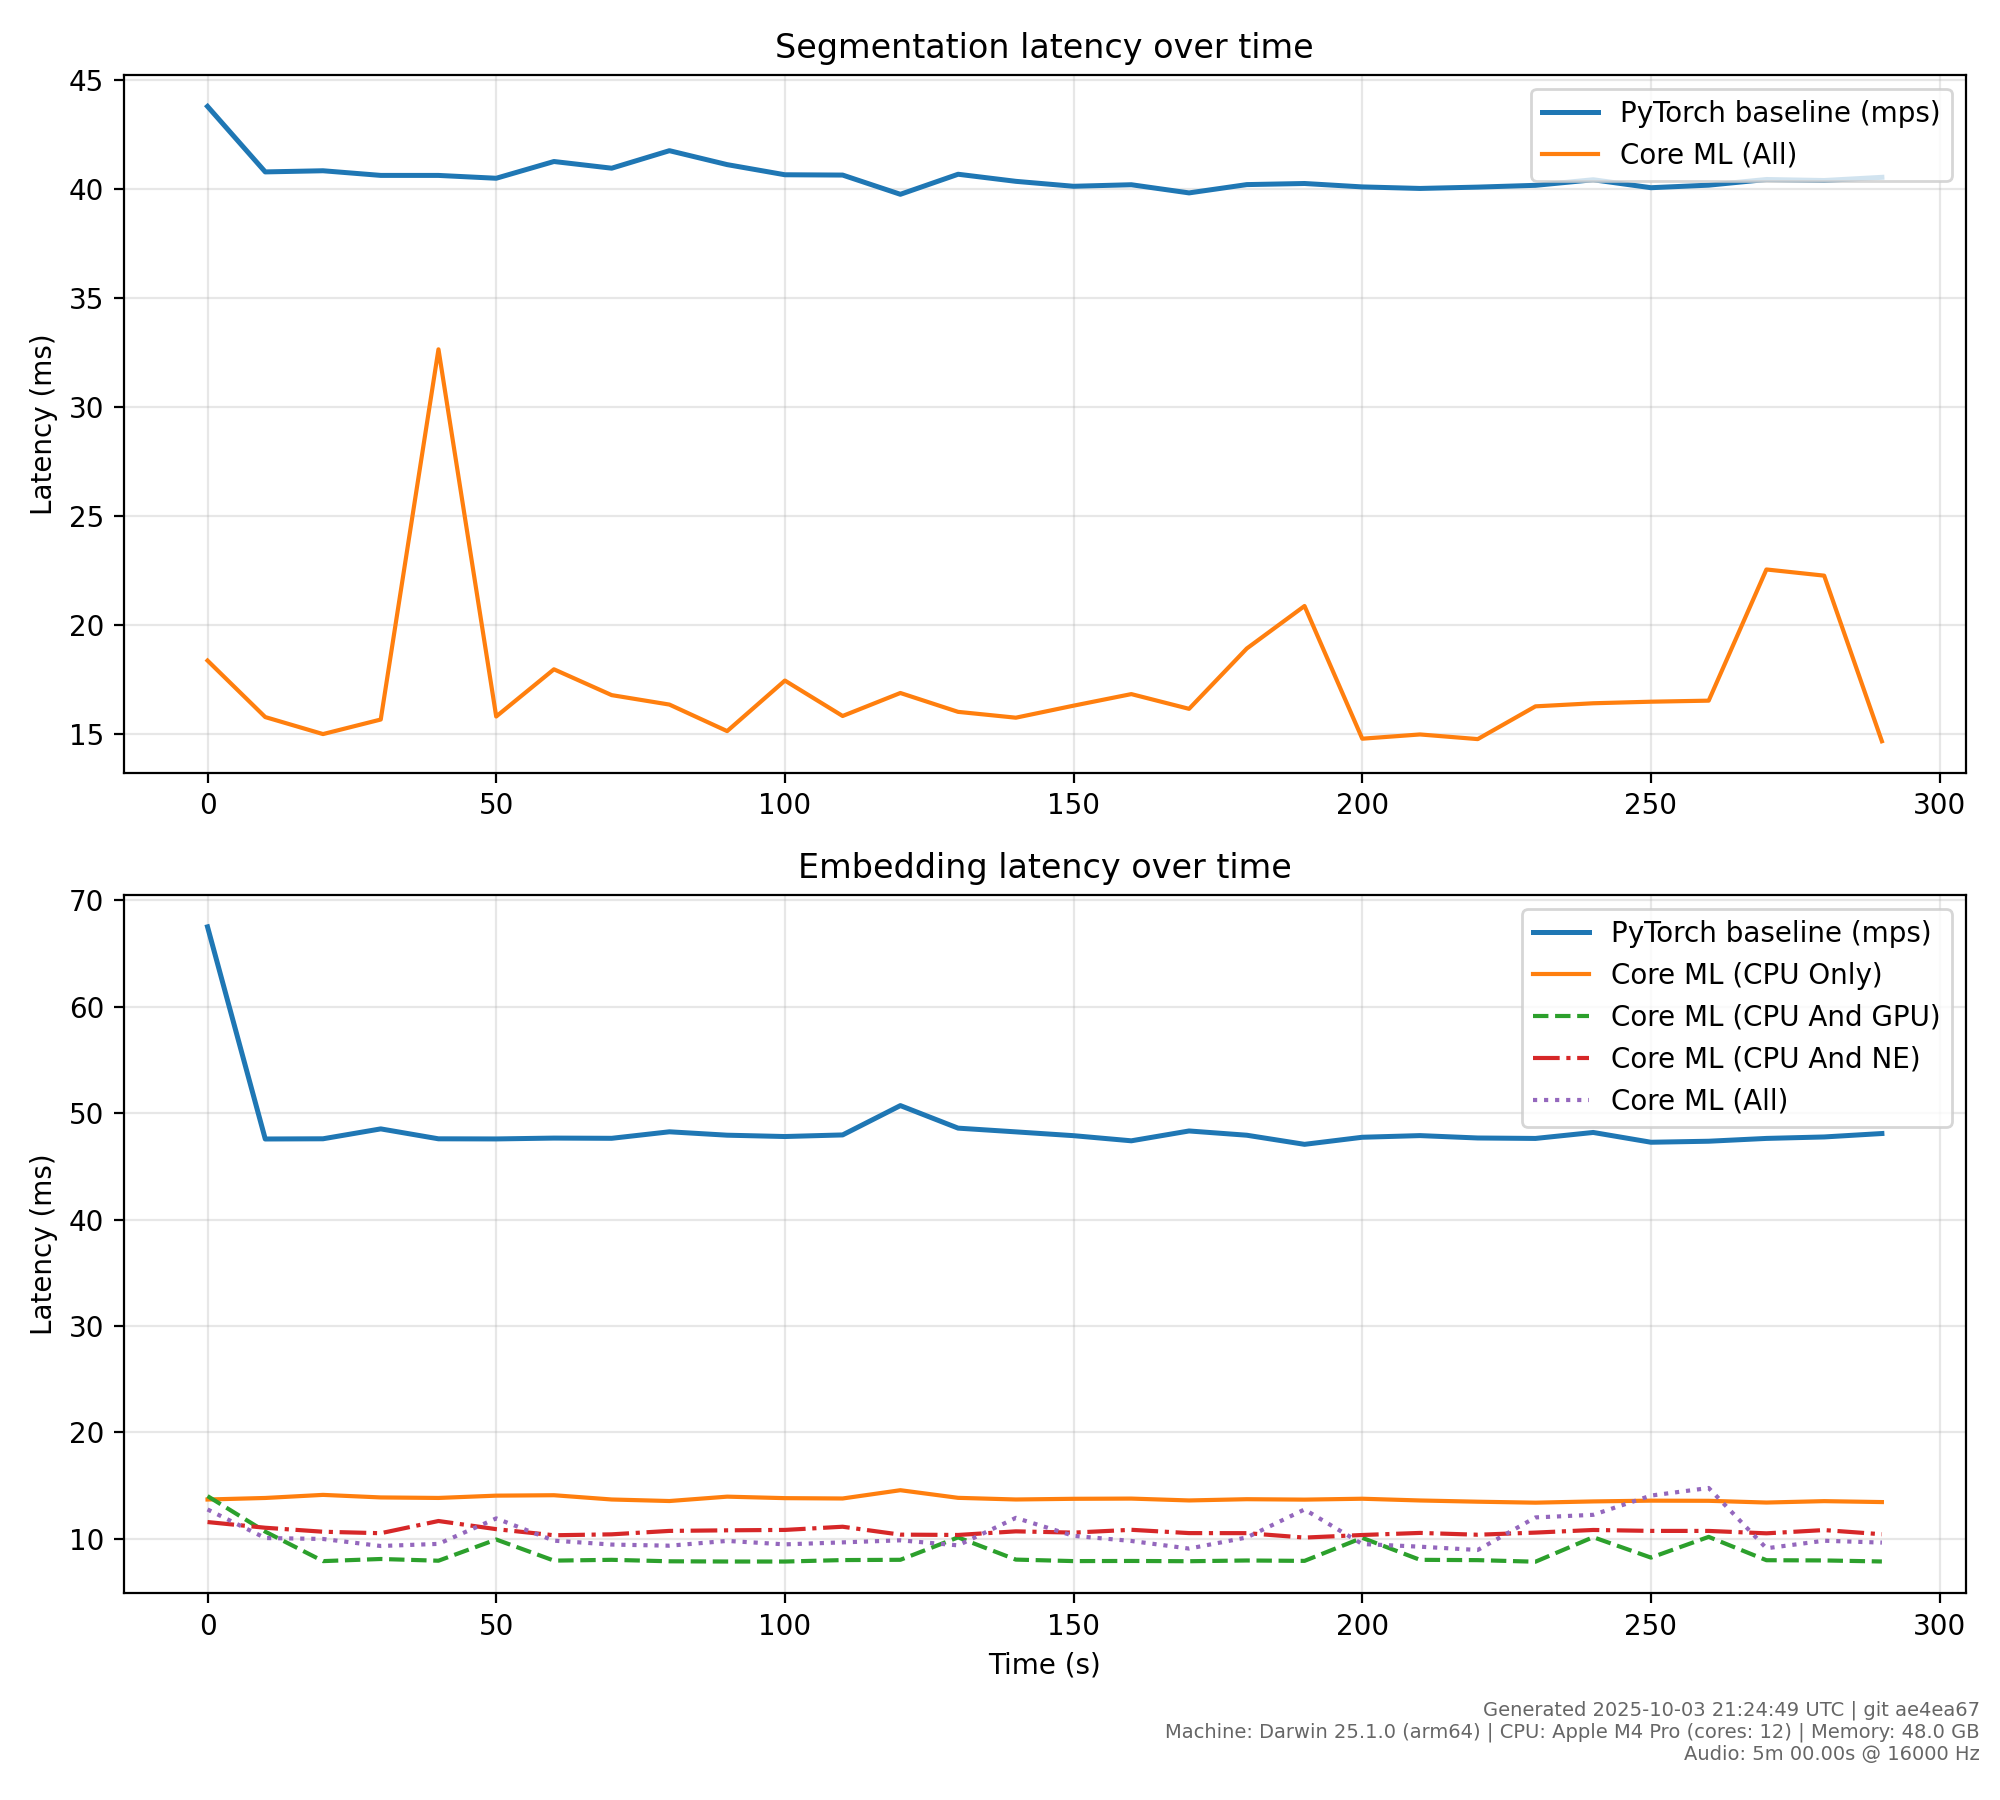 Segmentation latency over time
45
40
35
30
25
20
15
Latency (ms)
PyTorch baseline (mps)
Core ML (All)
0 50 100 150 200 250 300
Embedding latency over time
70
60
50
40
30
20
10
Latency (ms)
PyTorch baseline (mps)
Core ML (CPU Only)
Core ML (CPU And GPU)
Core ML (CPU And NE)
Core ML (All)
0 50 100 150 200 250 300
Time (s)
Generated 2025-10-03 21:24:49 UTC | git ae4ea67
Machine: Darwin 25.1.0 (arm64) | CPU: Apple M4 Pro (cores: 12) | Memory: 48.0 GB
Audio: 5m 00.00s @ 16000 Hz